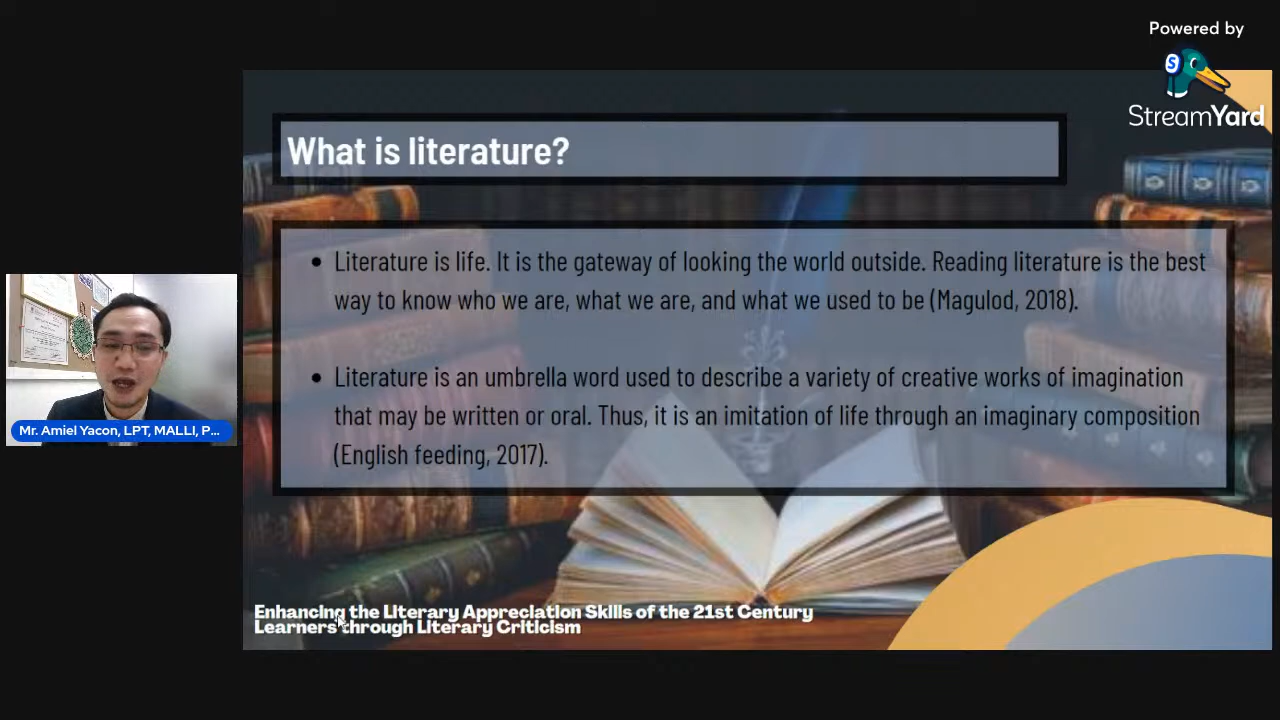 Powered by
StreamYard
What is literature?
• Literature is life. It is the gateway of looking the world outside. Reading literature is the best
way to know who we are, what we are, and what we used to be (Magulod, 2018).
• Literature is an umbrella word used to describe a variety of creative works of imagination
that may be written or oral. Thus, it is an imitation of life through an imaginary composition
(English feeding, 2017).
Mr. Amiel Yacon, LPT, MALLI, P...
Enhancing the Literary Appreciation Skills of the 21st Century
Learners through Literary Criticism